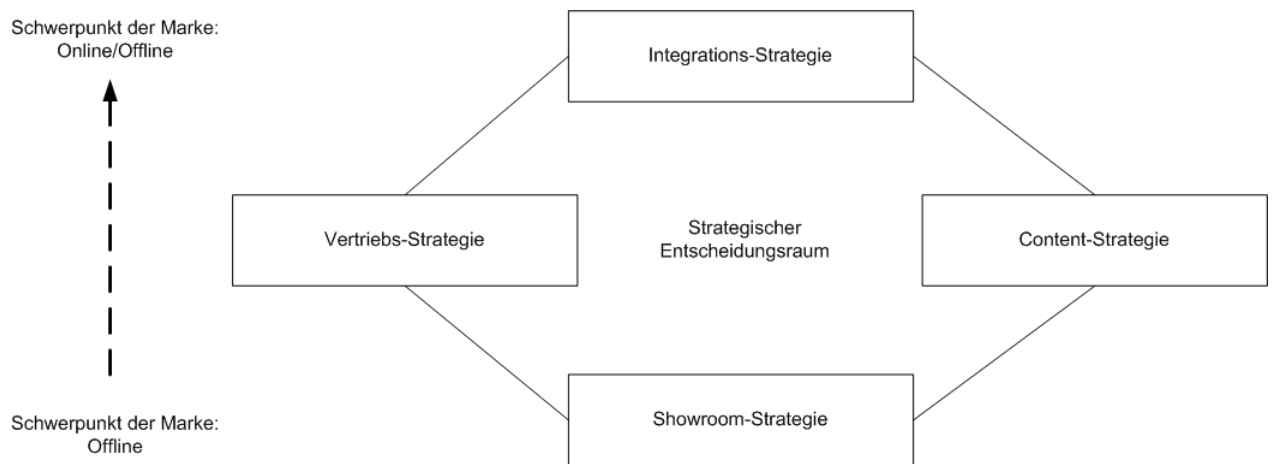 Schwerpunkt der Marke:
Online/Offline
Integrations-Strategie
Vertriebs-Strategie
Strategischer
Entscheidungsraum
Content-Strategie
Showroom-Strategie
Schwerpunkt der Marke:
Offline